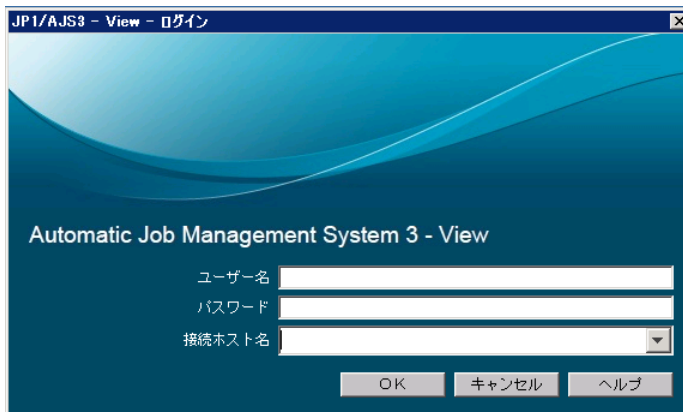 JP1/AJS3 - View - ログイン
Automatic Job Management System 3 - View
ユーザー名
パスワード
接続ホスト名
OK キャンセル ヘルプ